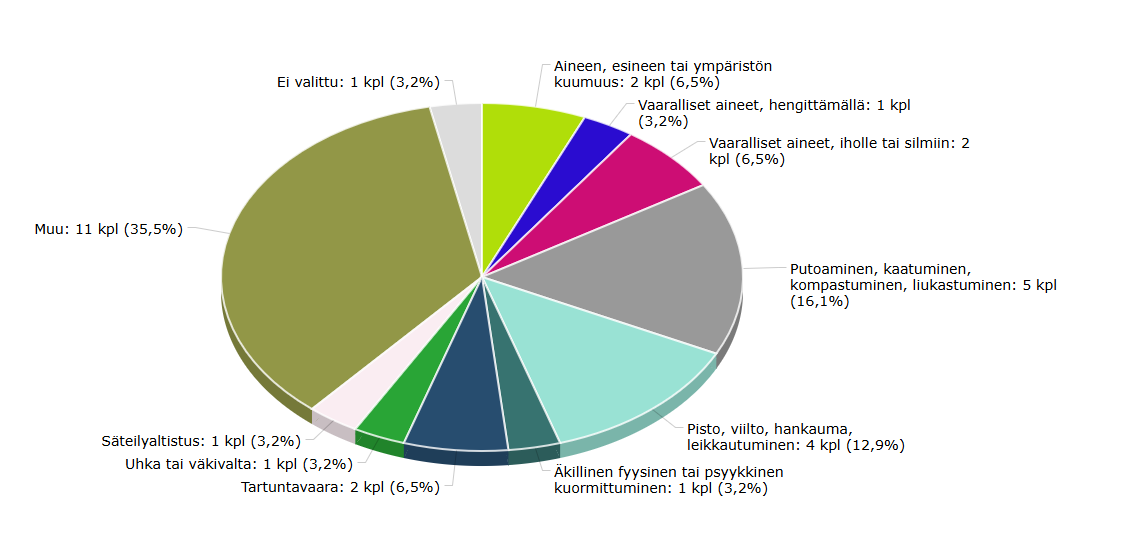 Aineen, esineen tai ympäristön
kuumuus: 2 kpl (6,5%)
Ei valittu: 1 kpl (3,2%)
Vaaralliset aineet, hengittämällä: 1 kpl
(3,2%)
Vaaralliset aineet, iholle tai silmiin: 2
kpl (6,5%)
Muu: 11 kpl (35,5%)
Putoaminen, kaatuminen,
kompastuminen, liukastuminen: 5 kpl
(16,1%)
Pisto, viilto, hankauma,
leikkautuminen: 4 kpl (12,9%)
Säteilyaltistus: 1 kpl (3,2%)
Uhka tai väkivalta: 1 kpl (3,2%)
Äkillinen fyysinen tai psyykkinen
kuormittuminen: 1 kpl (3,2%)
Tartuntavaara: 2 kpl (6,5%)